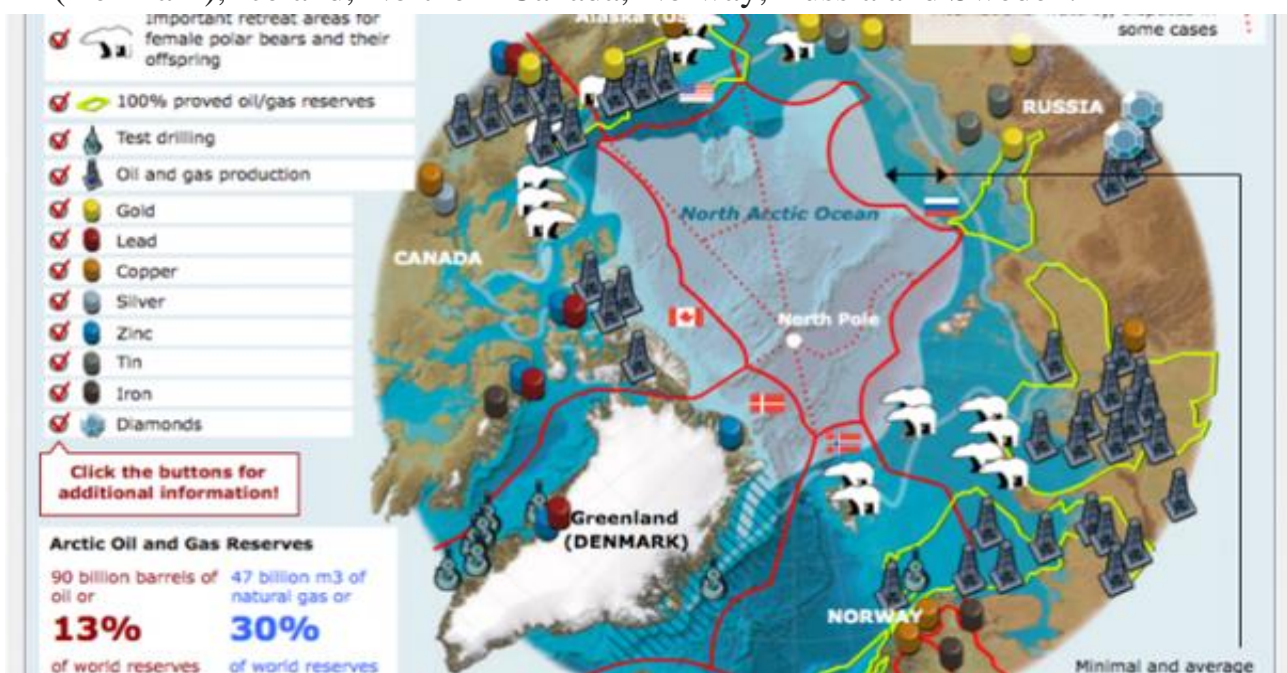 Important retreat areas for
female polar bears and their
offspring
100% proved oil/gas reserves
Test drilling
Oil and gas production
Gold
Lead
Copper
Silver
Zinc
Tin
Iron
Diamonds
Click the buttons for
additional information!
Arctic Oil and Gas Reserves
90 billion barrels of
oil or
13%
of world reserves
47 billion m3 of
natural gas or
30%
of world reserves
Alaska (US
some cases
RUSSIA
North Arctic Ocean
CANADA
North Pole
Greenland
(DENMARK)
NORWAY
Minimal and average